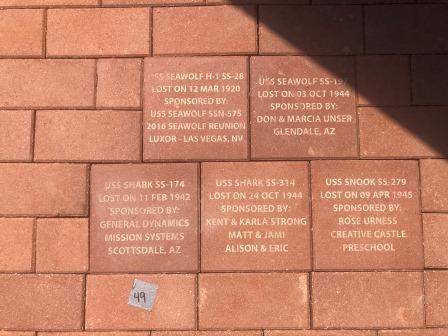 USS SEAWOLF H-1 SS-28
LOST ON 12 MAR 1920
SPONSORED BY:
USS SEAWOLF SSN-575
2016 SEAWOLF REUNION
LUXOR - LAS VEGAS, NV
USS SEAWOLF SS-197
LOST ON 03 OCT 1944
SPONSORED BY:
DON & MARCIA UNSER
GLENDALE, AZ
USS SHARK SS-174
LOST ON 11 FEB 1942
SPONSORED BY:
GENERAL DYNAMICS
MISSION SYSTEMS
SCOTTSDALE, AZ
USS SHARK SS-314
LOST ON 24 OCT 1944
SPONSORED BY:
KENT & KARLA STRONG
MATT & JAMI
ALISON & ERIC
USS SNOOK SS-279
LOST ON 09 APR 1945
SPONSORED BY:
ROSE URNESS
CREATIVE CASTLE
PRESCHOOL
49